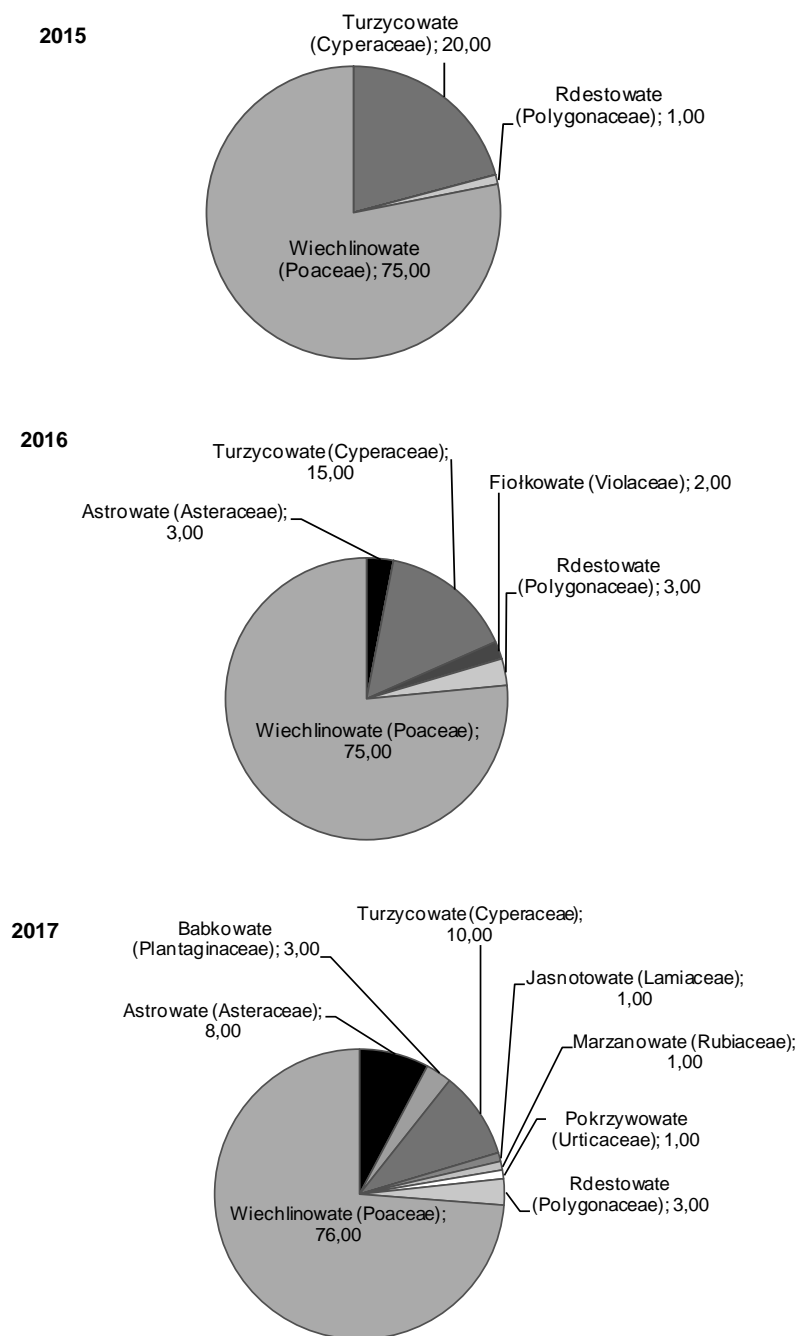 2015
Turzycowate
(Cyperaceae); 20,00
Rdestowate
(Polygonaceae); 1,00
Wiechlinowate
(Poaceae); 75,00
2016
Turzycowate (Cyperaceae);
15,00
Fiołkowate (Violaceae); 2,00
Astrowate (Asteraceae);
3,00
Rdestowate
(Polygonaceae); 3,00
Wiechlinowate (Poaceae);
75,00
2017
Babkowate
(Plantaginaceae); 3,00
Turzycowate (Cyperaceae);
10,00
Jasnotowate (Lamiaceae);
1,00
Astrowate (Asteraceae);
8,00
Marzanowate (Rubiaceae);
1,00
Pokrzywowate
(Urticaceae); 1,00
Rdestowate
(Polygonaceae); 3,00
Wiechlinowate (Poaceae);
76,00